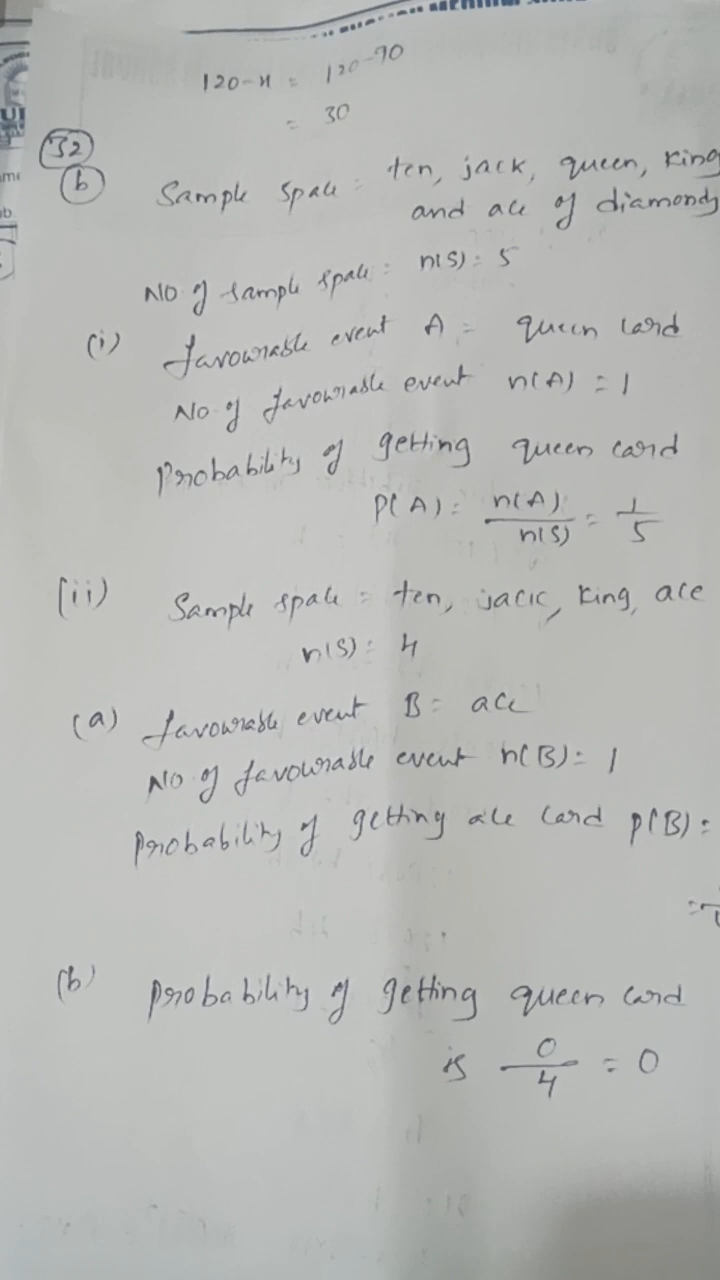 120-x = 120-90
= 30
32
b Sample space = ten, jack, queen, king
and ace of diamonds
No of sample space = n(S) = 5
(i) favourable event A = queen card
No of favourable event n(A) = 1
Probability of getting queen card
P(A) = n(A)/n(S) = 1/5
(ii) Sample space = ten, jack, king, ace
n(S) = 4
(a) favourable event B = ace
No of favourable event n(B) = 1
Probability of getting ace card p(B) =
(b) probability of getting queen card
is 0/4 = 0